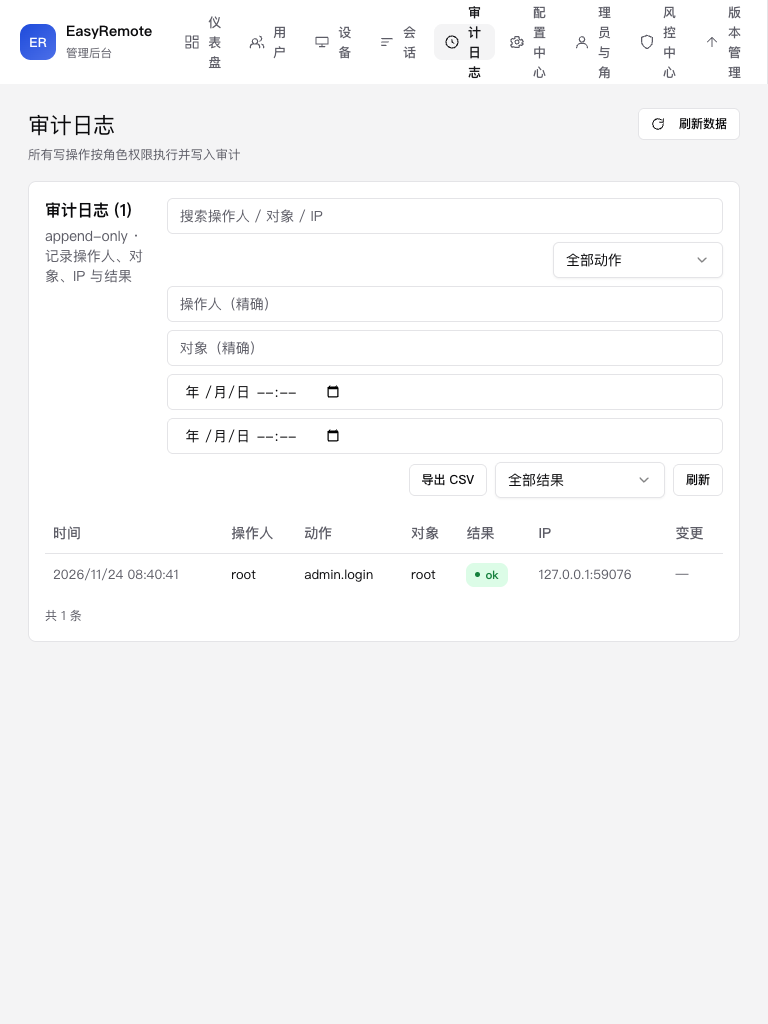 ER
EasyRemote
管理后台
仪表盘
用户
设备
会话
审计日志
配置中心
理员与角
风控中心
版本管理
审计日志
所有写操作按角色权限执行并写入审计
刷新数据
审计日志 (1)
append-only ·
记录操作人、对
象、IP 与结果
搜索操作人 / 对象 / IP
全部动作
操作人（精确）
对象（精确）
年 /月/日 --:--
年 /月/日 --:--
导出 CSV
全部结果
刷新
时间 操作人 动作 对象 结果 IP 变更
2026/11/24 08:40:41 root admin.login root ok 127.0.0.1:59076 —
共 1 条